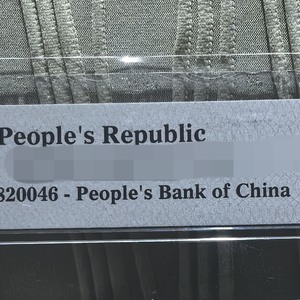 People's Republic
820046 - People's Bank of China